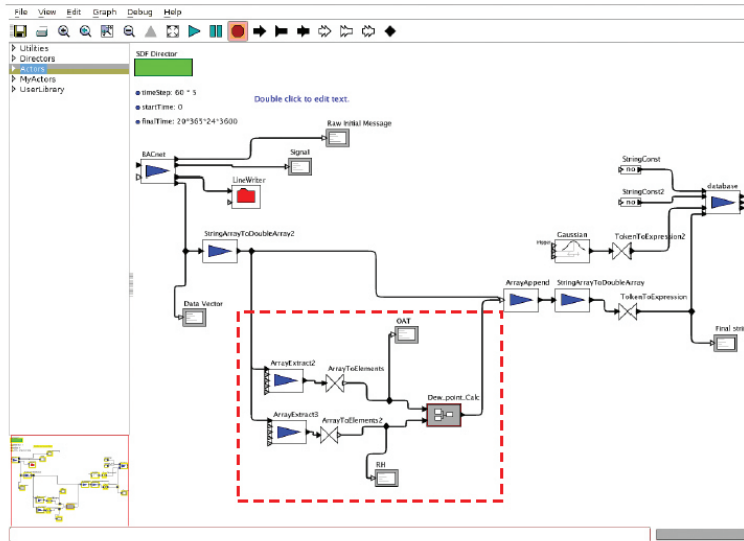 File View Edit Graph Debug Help
Utilities
Directors
Actors
MyActors
UserLibrary
SDF Director
timeStep: 60 * 5
startTime: 0
finalTime: 20*365*24*3600
Double click to edit text.
Raw Initial Message
BACnet
Signal
LineWriter
StringConst
no
StringConst2
no
database
Gaussian
TokenToExpression2
StringArrayToDoubleArray2
ArrayAppend
StringArrayToDoubleArray
TokenToExpression
Data Vector
OAT
Final stri
ArrayExtract2
ArrayToElements
Dew_point_Calc
ArrayExtract3
ArrayToElements2
RH